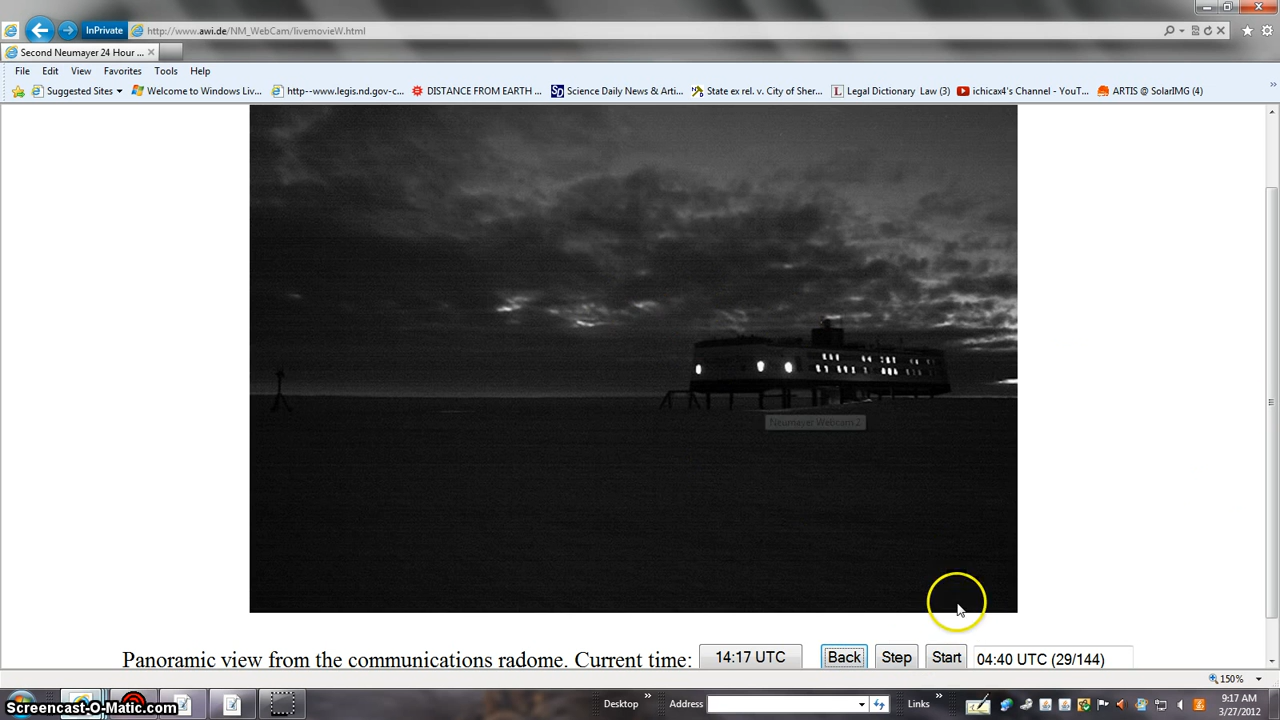 InPrivate http://www.awi.de/NM_WebCam/livemovieW.html
Second Neumayer 24 Hour ...
File Edit View Favorites Tools Help
Suggested Sites Welcome to Windows Liv... http--www.legis.nd.gov-c... DISTANCE FROM EARTH ... Science Daily News & Arti... State ex rel. v. City of Sher... Legal Dictionary Law (3) ichicax4's Channel - YouT... ARTIS @ SolarIMG (4)
Neumayer Webcam 2
Panoramic view from the communications radome. Current time: 14:17 UTC Back Step Start 04:40 UTC (29/144)
150%
Screencast-O-Matic.com Desktop Address Links 9:17 AM
3/27/2012